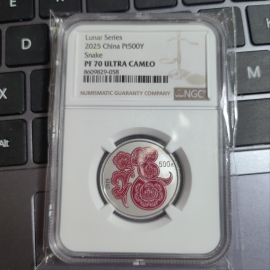 Lunar Series
2025 China Pt500Y
Snake
PF 70 ULTRA CAMEO
8609829-058
NUMISMATIC GUARANTY COMPANY
NGC
500